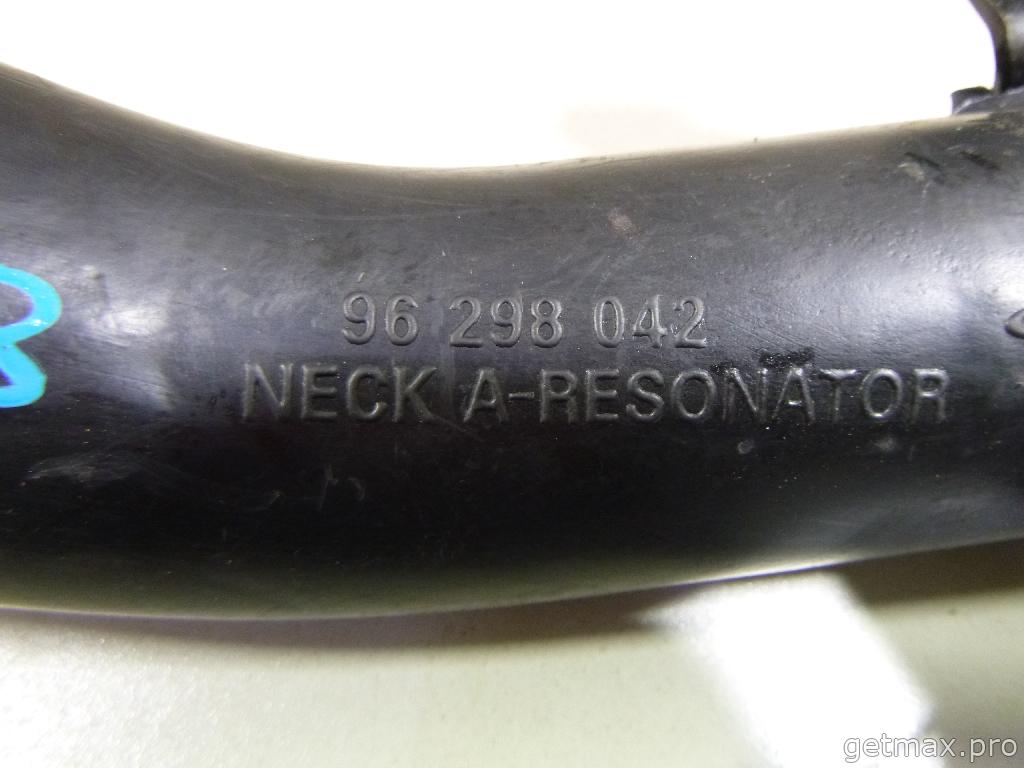 96 298 042
NECK A-RESONATOR
getmax.pro